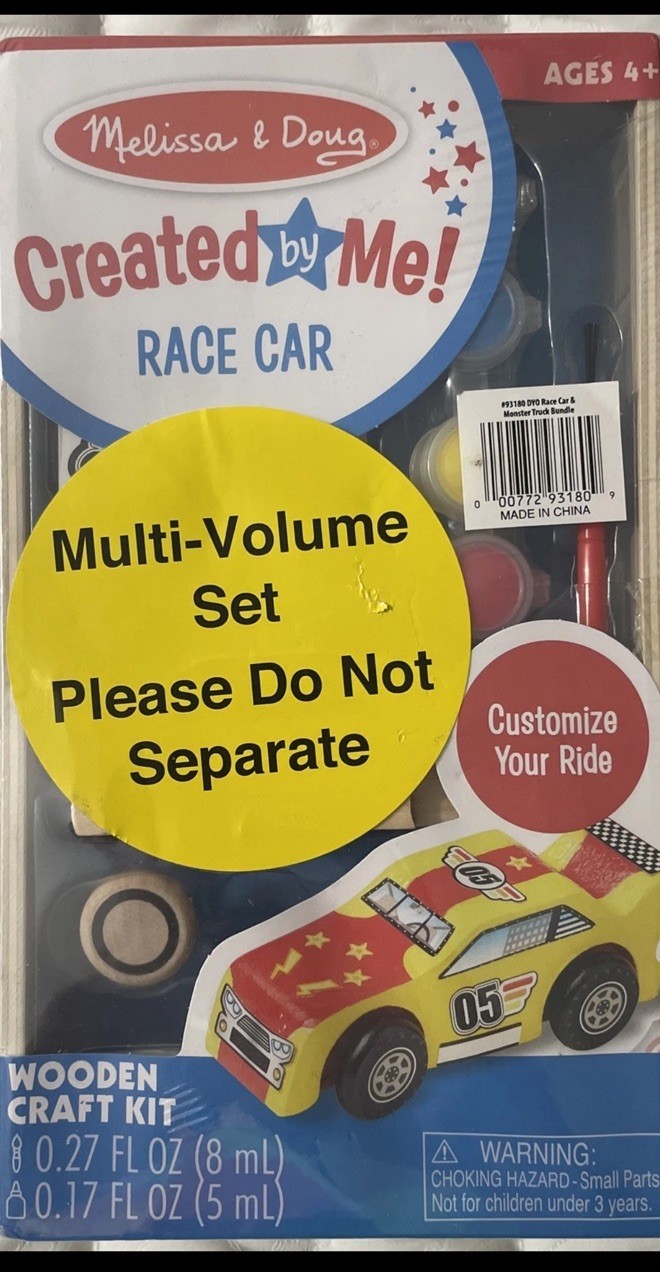 AGES 4+
Melissa & Doug®
Created by Me!
RACE CAR
#93180 DYO Race Car &
Monster Truck Bundle
0 00772 93180 9
MADE IN CHINA
Multi-Volume
Set
Please Do Not
Separate
Customize
Your Ride
05
05
WOODEN
CRAFT KIT
0.27 FL OZ (8 mL)
0.17 FL OZ (5 mL)
WARNING:
CHOKING HAZARD - Small Parts
Not for children under 3 years.